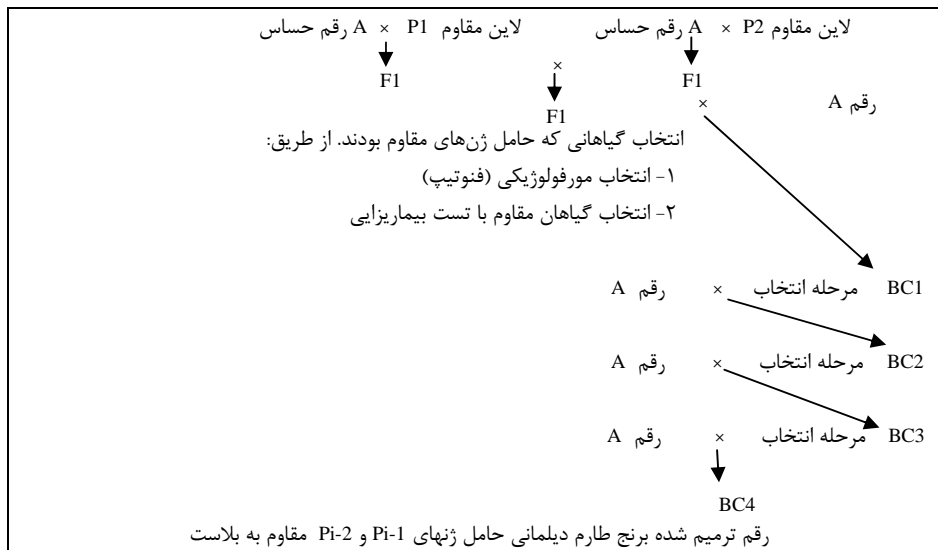 لاین مقاوم P2 × A رقم حساس لاین مقاوم P1 × A رقم حساس
×
F1 F1
رقم A ×
F1
انتخاب گیاهانی که حامل ژن‌های مقاوم بودند. از طریق:
۱- انتخاب مورفولوژیکی (فنوتیپ)
۲- انتخاب گیاهان مقاوم با تست بیماریزایی
BC1 مرحله انتخاب × رقم A
BC2 مرحله انتخاب × رقم A
BC3 مرحله انتخاب × رقم A
BC4
رقم ترمیم شده برنج طارم دیلمانی حامل ژنهای Pi-1 و Pi-2 مقاوم به بلاست